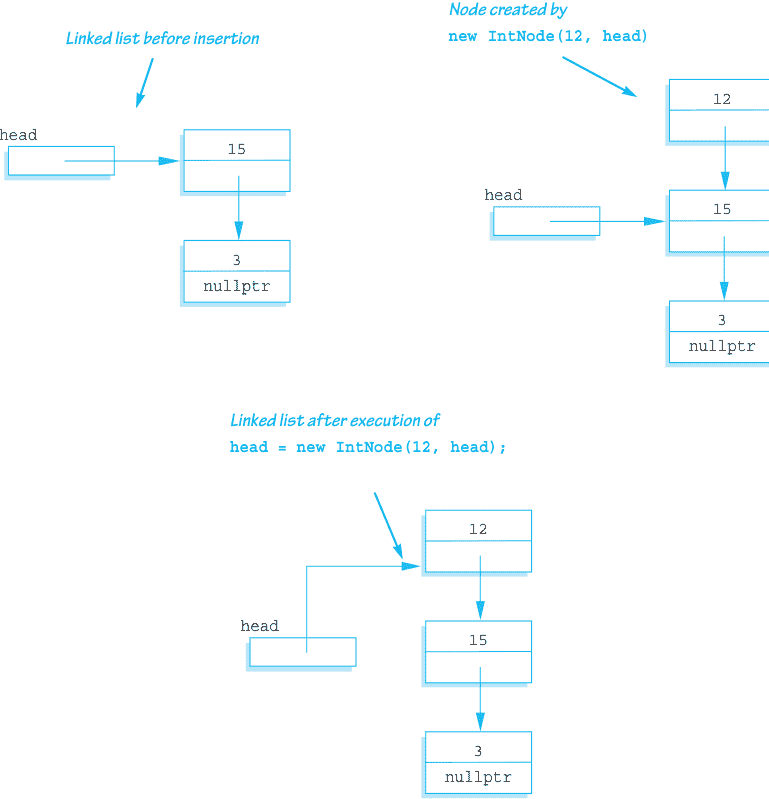 Linked list before insertion
head
15
3
nullptr
Node created by
new IntNode(12, head)
12
head
15
3
nullptr
Linked list after execution of
head = new IntNode(12, head);
12
head
15
3
nullptr